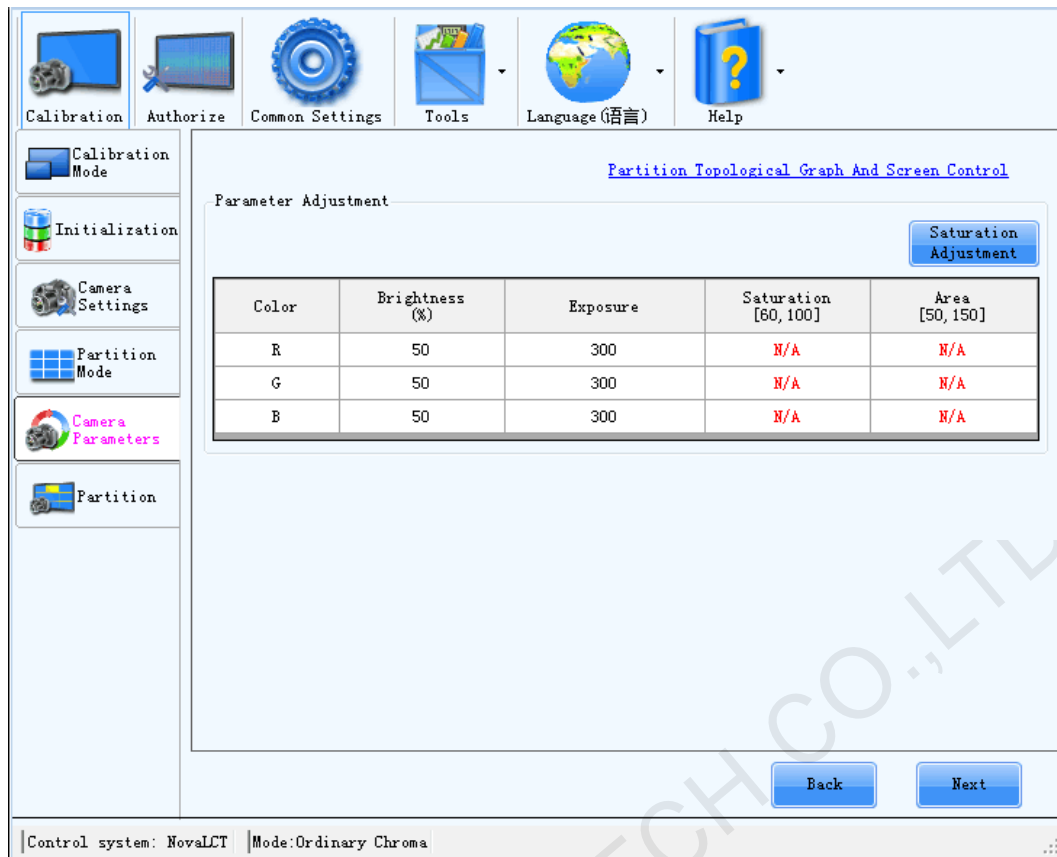 Calibration
Authorize
Common Settings
Tools
Language(语言)
Help
Calibration
Mode
Initialization
Camera
Settings
Partition
Mode
Camera
Parameters
Partition
Partition Topological Graph And Screen Control
Parameter Adjustment
Saturation
Adjustment
Color Brightness (%) Exposure Saturation [60, 100] Area [50, 150]
R 50 300 N/A N/A
G 50 300 N/A N/A
B 50 300 N/A N/A
Back
Next
Control system: NovaLCT
Mode:Ordinary Chroma